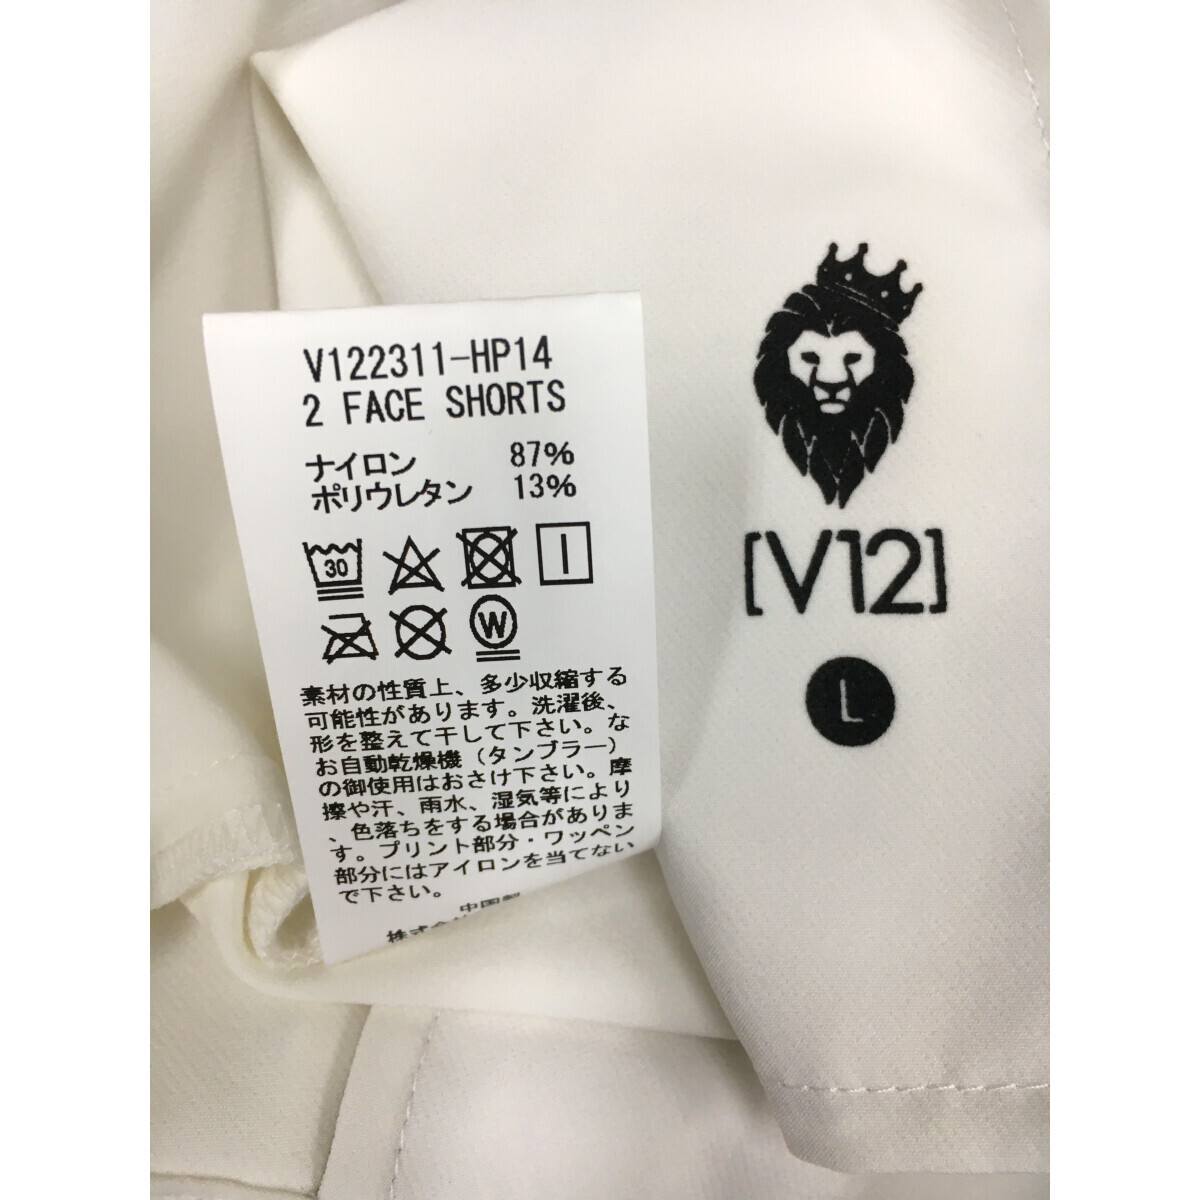 V122311-HP14
2 FACE SHORTS
ナイロン 87%
ポリウレタン 13%
30
W
素材の性質上、多少収縮する
可能性があります。洗濯後、
形を整えて干して下さい。な
お自動乾燥機(タンブラー)
の御使用はおさけ下さい。摩
擦や汗、雨水、湿気等により
、色落ちをする場合がありま
す。プリント部分・ワッペン
部分にはアイロンを当てない
で下さい。
中国製
株式会
[V12]
L